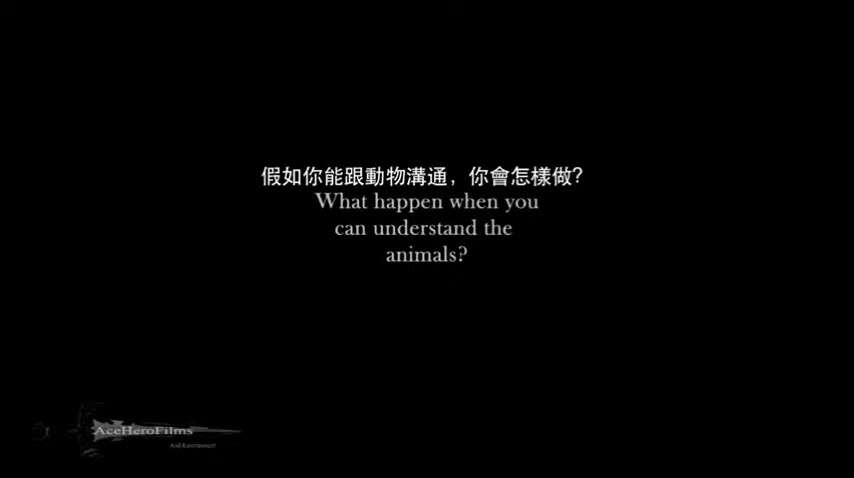 假如你能跟動物溝通，你會怎樣做?
What happen when you
can understand the
animals?
AceHeroFilms